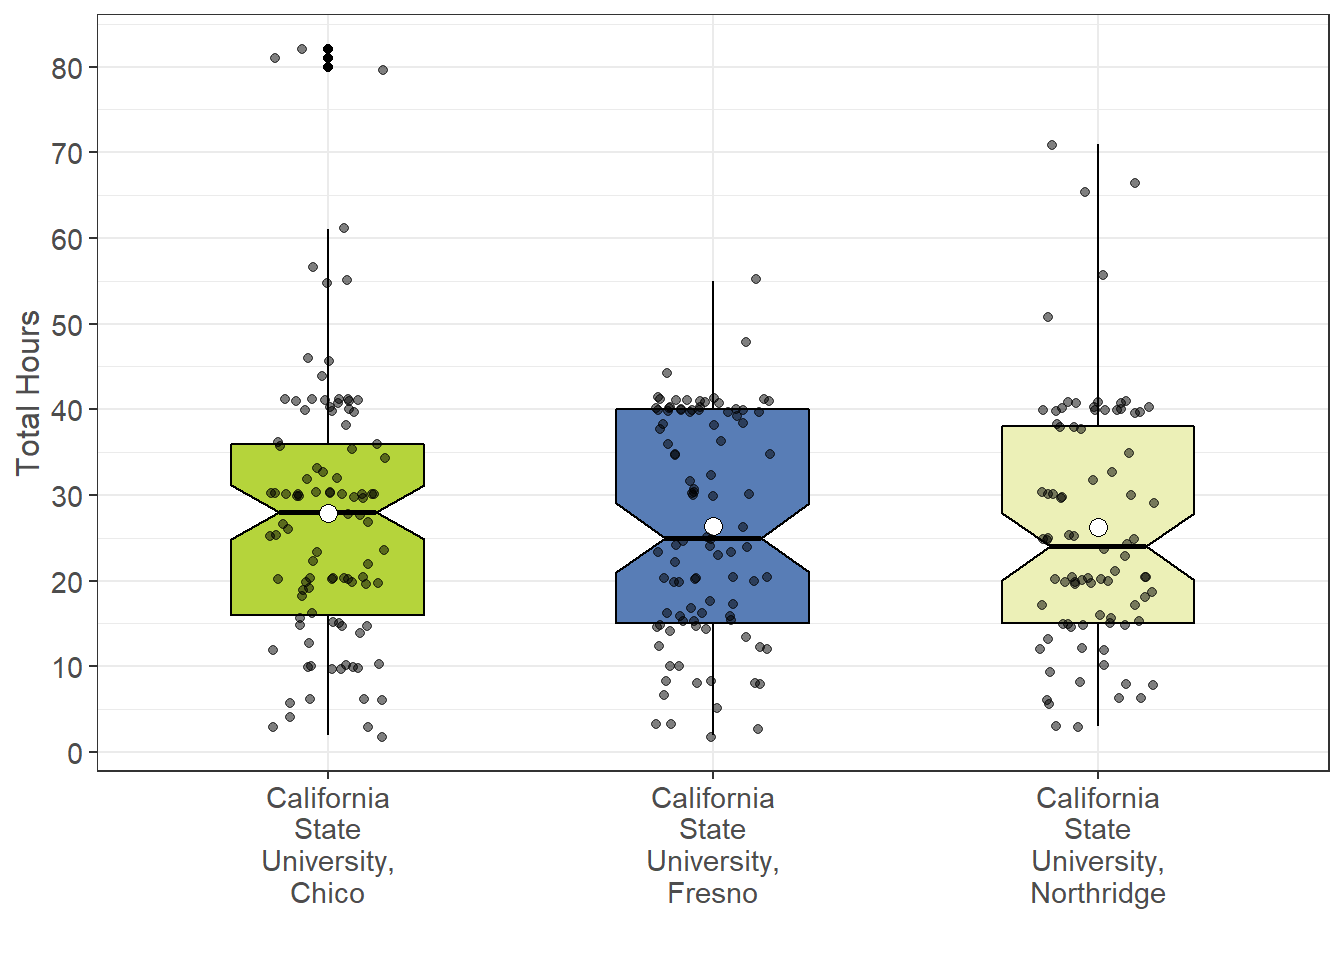 80
70
60
50
40
30
20
10
0
Total Hours
California
State
University,
Chico
California
State
University,
Fresno
California
State
University,
Northridge